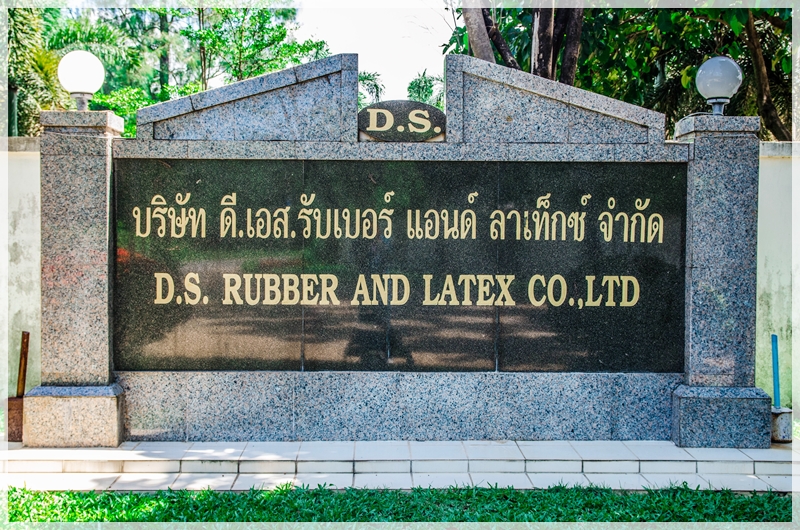 D.S.
บริษัท ดี.เอส.รับเบอร์ แอนด์ ลาเท็กซ์ จำกัด
D.S. RUBBER AND LATEX CO.,LTD